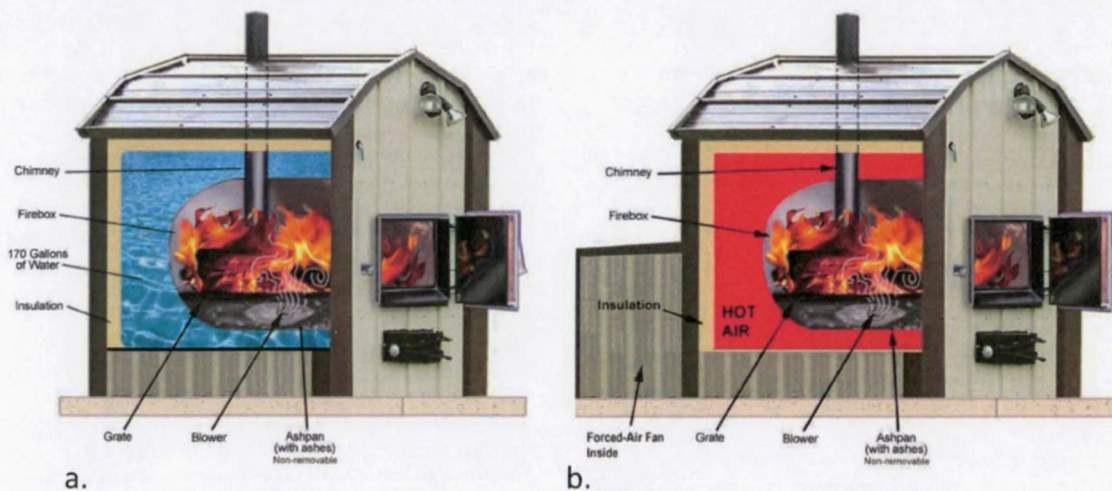 Chimney
Firebox
170 Gallons
of Water
Insulation
Grate
Blower
Ashpan
(with ashes)
Non-removable
a.
Chimney
Firebox
Insulation
HOT
AIR
Forced-Air Fan
Inside
Grate
Blower
Ashpan
(with ashes)
Non-removable
b.